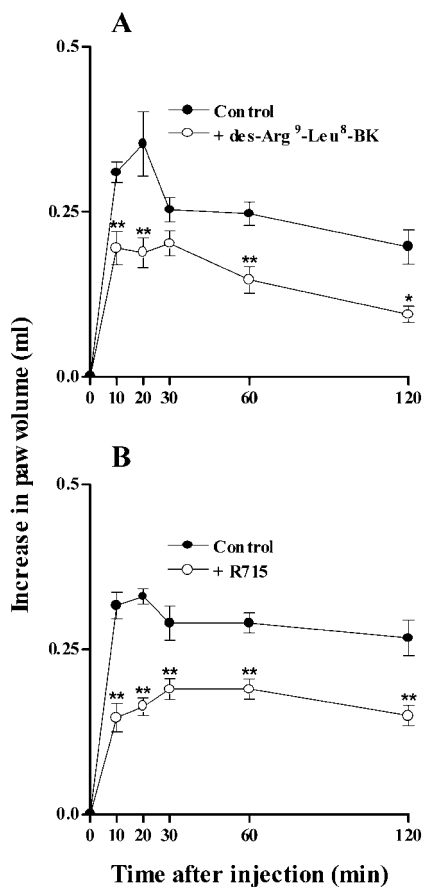 A
0.5
Control
+ des-Arg⁹-Leu⁸-BK
0.25
**
**
**
*
0.0
0 10 20 30 60 120
Increase in paw volume (ml)
B
0.5
Control
+ R715
0.25
**
**
**
**
**
0.0
0 10 20 30 60 120
Time after injection (min)